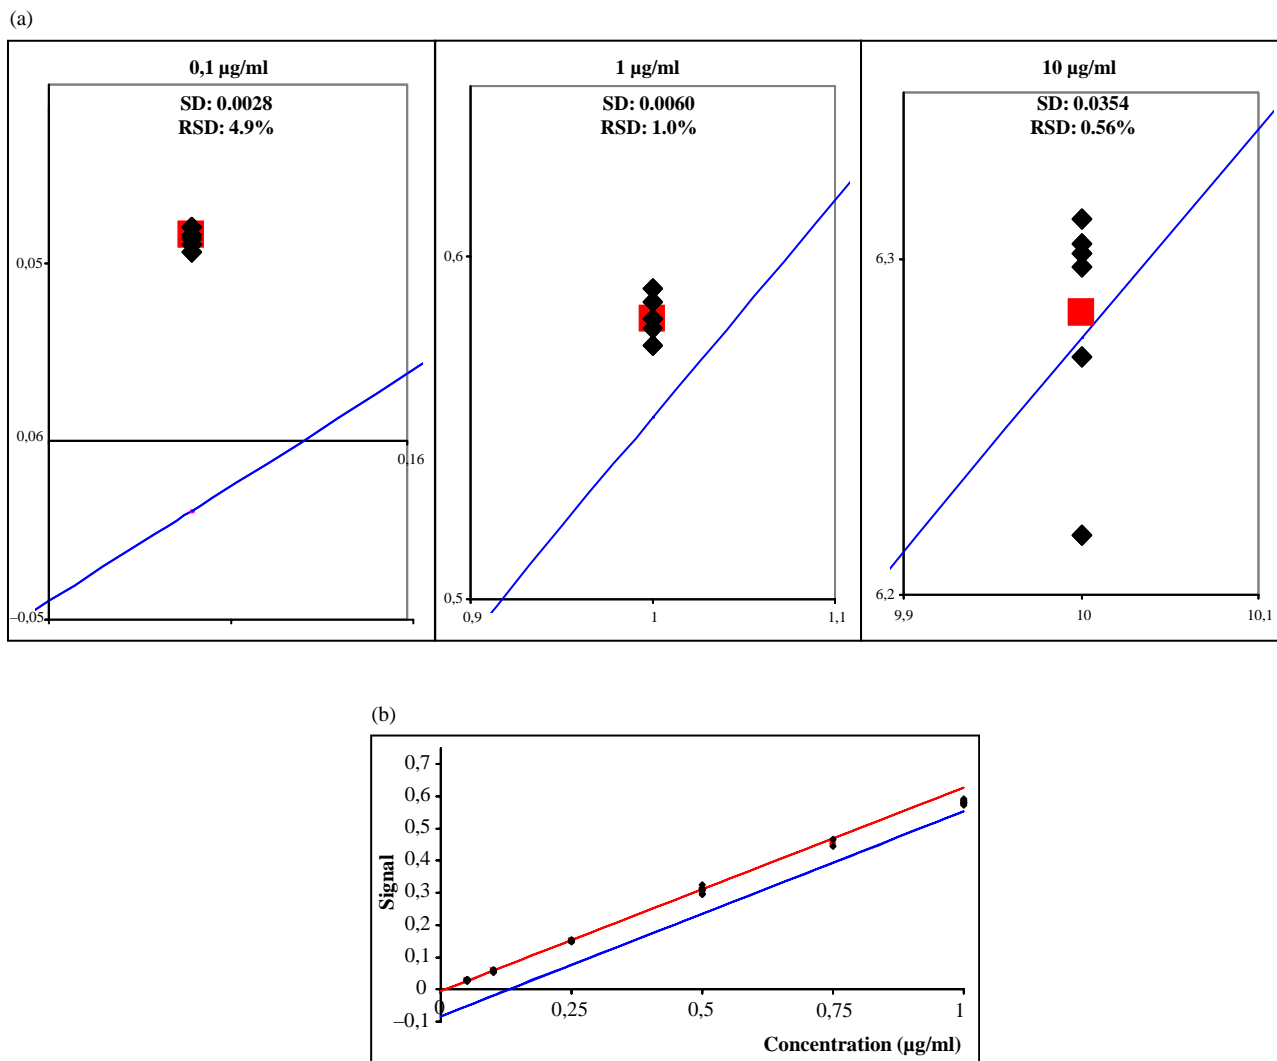 (a)
0,1 µg/ml
SD: 0.0028
RSD: 4.9%
0,05
0,06
0,16
–0,05
1 µg/ml
SD: 0.0060
RSD: 1.0%
0,6
0,5
0,9
1
1,1
10 µg/ml
SD: 0.0354
RSD: 0.56%
6,3
6,2
9,9
10
10,1
(b)
0,7
0,6
0,5
0,4
0,3
0,2
0,1
0
–0,1
Signal
0
0,25
0,5
0,75
1
Concentration (µg/ml)